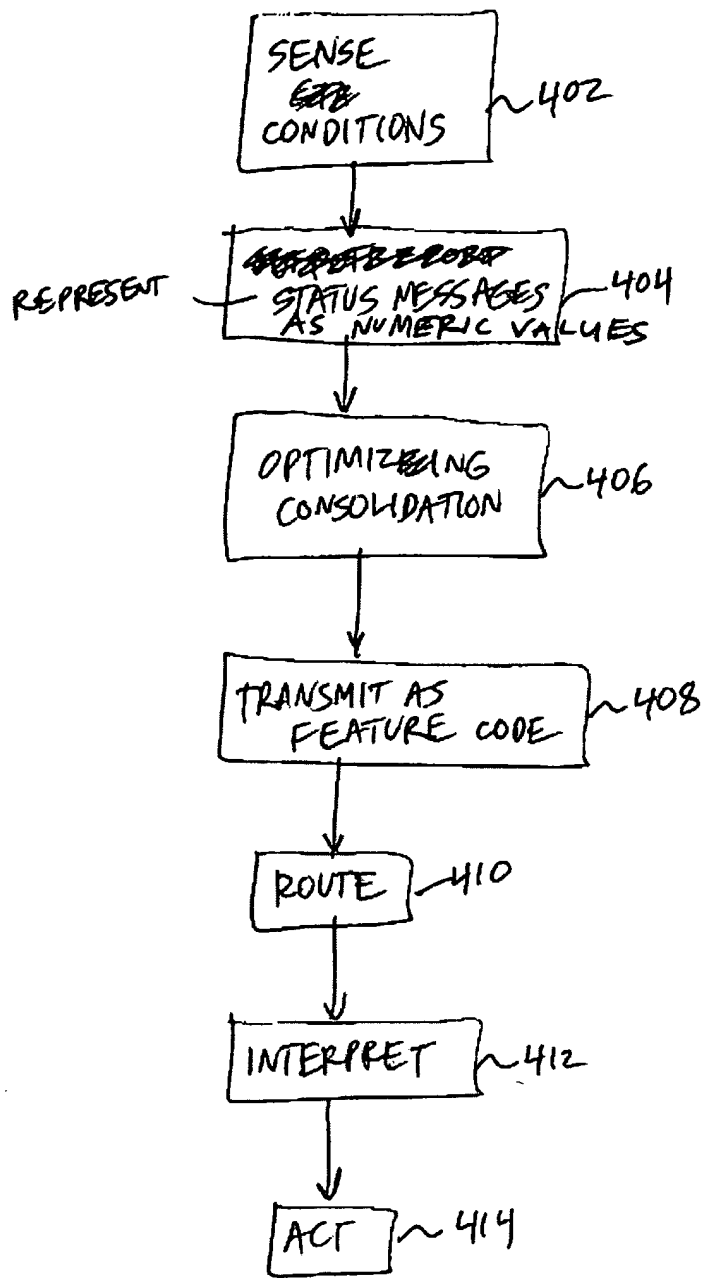 SENSE
CONDITIONS
402
REPRESENT
STATUS MESSAGES
AS NUMERIC VALUES
404
OPTIMIZING
CONSOLIDATION
406
TRANSMIT AS
FEATURE CODE
408
ROUTE
410
INTERPRET
412
ACT
414